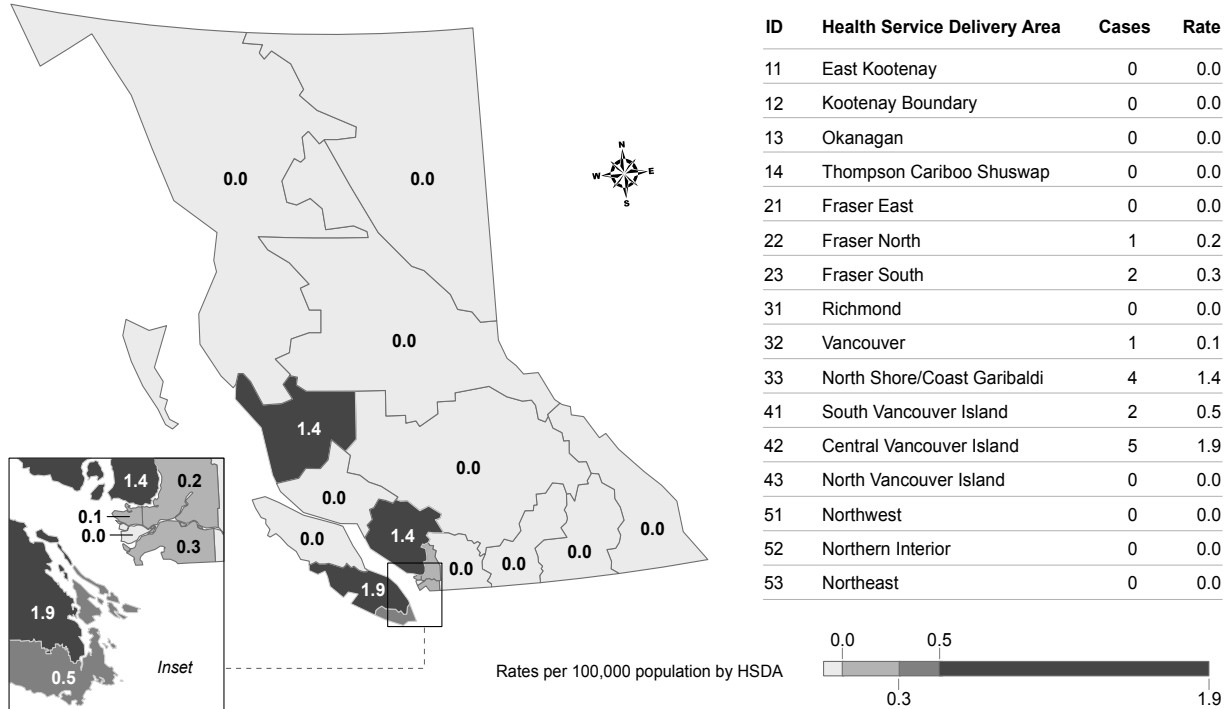 ID Health Service Delivery Area Cases Rate
11 East Kootenay 0 0.0
12 Kootenay Boundary 0 0.0
13 Okanagan 0 0.0
14 Thompson Cariboo Shuswap 0 0.0
21 Fraser East 0 0.0
22 Fraser North 1 0.2
23 Fraser South 2 0.3
31 Richmond 0 0.0
32 Vancouver 1 0.1
33 North Shore/Coast Garibaldi 4 1.4
41 South Vancouver Island 2 0.5
42 Central Vancouver Island 5 1.9
43 North Vancouver Island 0 0.0
51 Northwest 0 0.0
52 Northern Interior 0 0.0
53 Northeast 0 0.0
N
W E
S
0.0
0.0
0.0
1.4
0.0
0.0
0.0
1.4
0.0
0.0
0.0
0.0
1.9
1.4
0.2
0.1
0.0
0.3
1.9
0.5
Inset
Rates per 100,000 population by HSDA
0.0 0.5
0.3 1.9